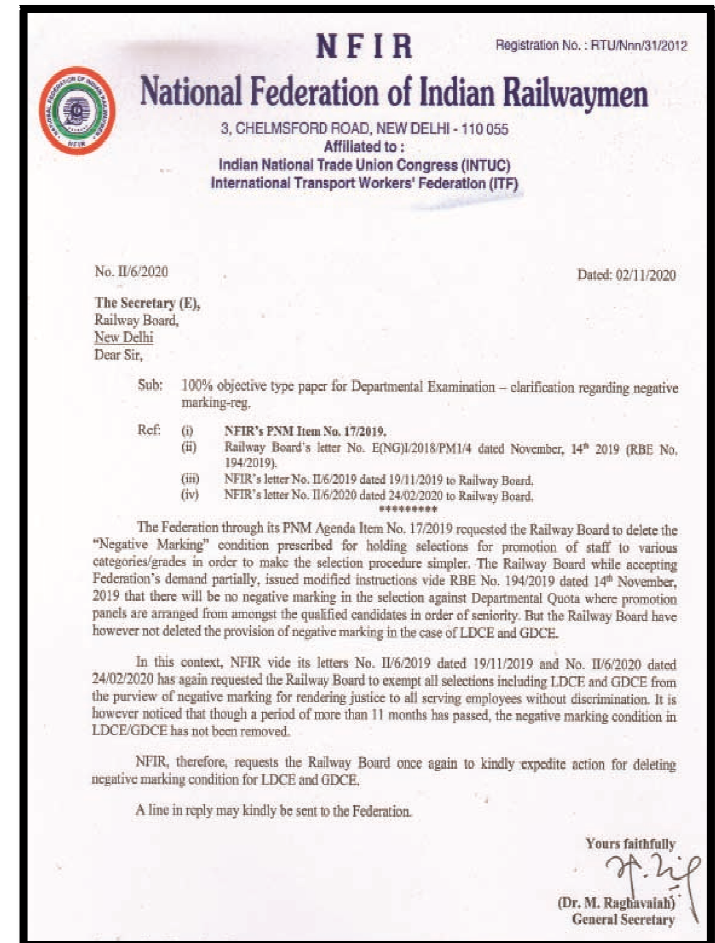 NFIR
Registration No. : RTU/Nnn/31/2012
National Federation of Indian Railwaymen
3, CHELMSFORD ROAD, NEW DELHI - 110 055
Affiliated to :
Indian National Trade Union Congress (INTUC)
International Transport Workers' Federation (ITF)
No. II/6/2020
Dated: 02/11/2020
The Secretary (E),
Railway Board,
New Delhi
Dear Sir,
Sub: 100% objective type paper for Departmental Examination – clarification regarding negative
marking-reg.
Ref: (i) NFIR's PNM Item No. 17/2019.
(ii) Railway Board's letter No. E(NG)I/2018/PM1/4 dated November, 14th 2019 (RBE No.
194/2019).
(iii) NFIR's letter No. II/6/2019 dated 19/11/2019 to Railway Board.
(iv) NFIR's letter No. II/6/2020 dated 24/02/2020 to Railway Board.
*********
The Federation through its PNM Agenda Item No. 17/2019 requested the Railway Board to delete the
“Negative Marking” condition prescribed for holding selections for promotion of staff to various
categories/grades in order to make the selection procedure simpler. The Railway Board while accepting
Federation's demand partially, issued modified instructions vide RBE No. 194/2019 dated 14th November,
2019 that there will be no negative marking in the selection against Departmental Quota where promotion
panels are arranged from amongst the qualified candidates in order of seniority. But the Railway Board have
however not deleted the provision of negative marking in the case of LDCE and GDCE.
In this context, NFIR vide its letters No. II/6/2019 dated 19/11/2019 and No. II/6/2020 dated
24/02/2020 has again requested the Railway Board to exempt all selections including LDCE and GDCE from
the purview of negative marking for rendering justice to all serving employees without discrimination. It is
however noticed that though a period of more than 11 months has passed, the negative marking condition in
LDCE/GDCE has not been removed.
NFIR, therefore, requests the Railway Board once again to kindly expedite action for deleting
negative marking condition for LDCE and GDCE.
A line in reply may kindly be sent to the Federation.
Yours faithfully
(Dr. M. Raghavaiah)
General Secretary